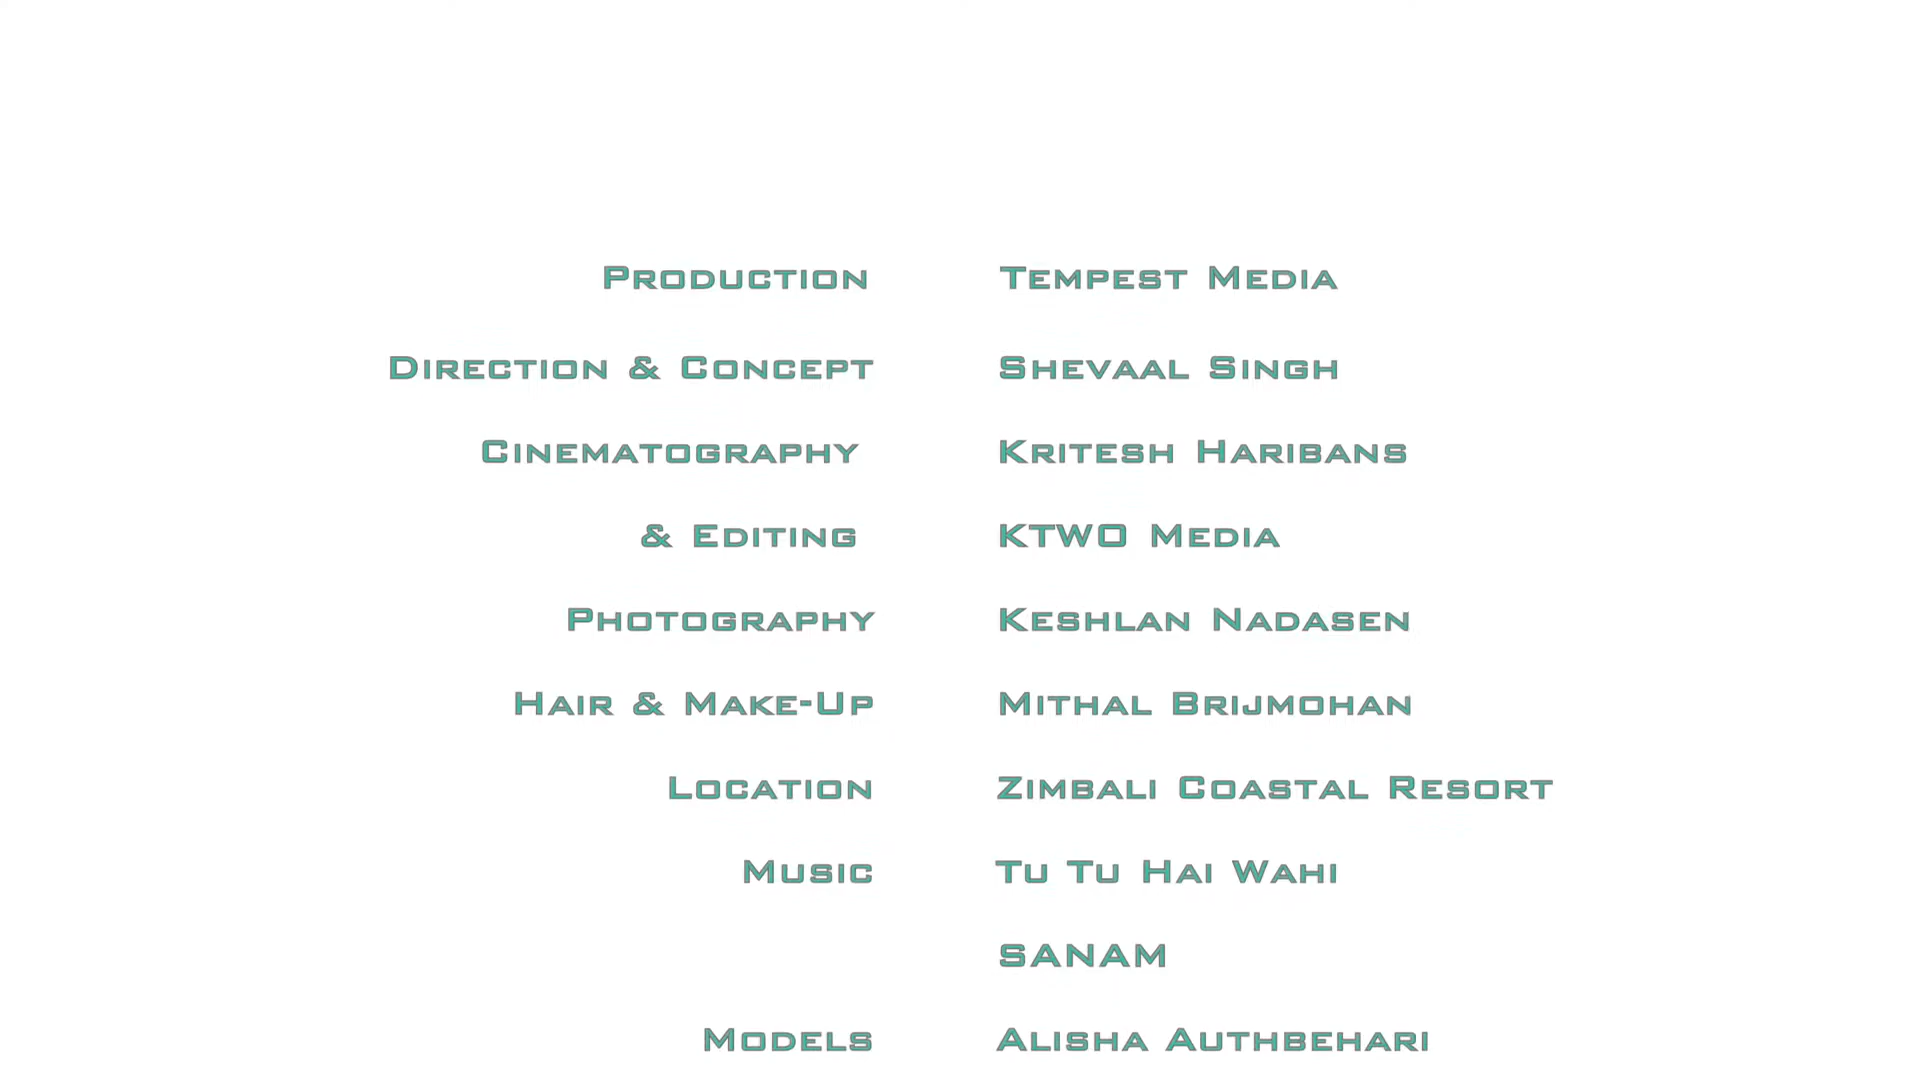 Production Tempest Media
Direction & Concept Shevaal Singh
Cinematography Kritesh Haribans
& Editing KTWO Media
Photography Keshlan Nadasen
Hair & Make-Up Mithal Brijmohan
Location Zimbali Coastal Resort
Music Tu Tu Hai Wahi
SANAM
Models Alisha Authbehari